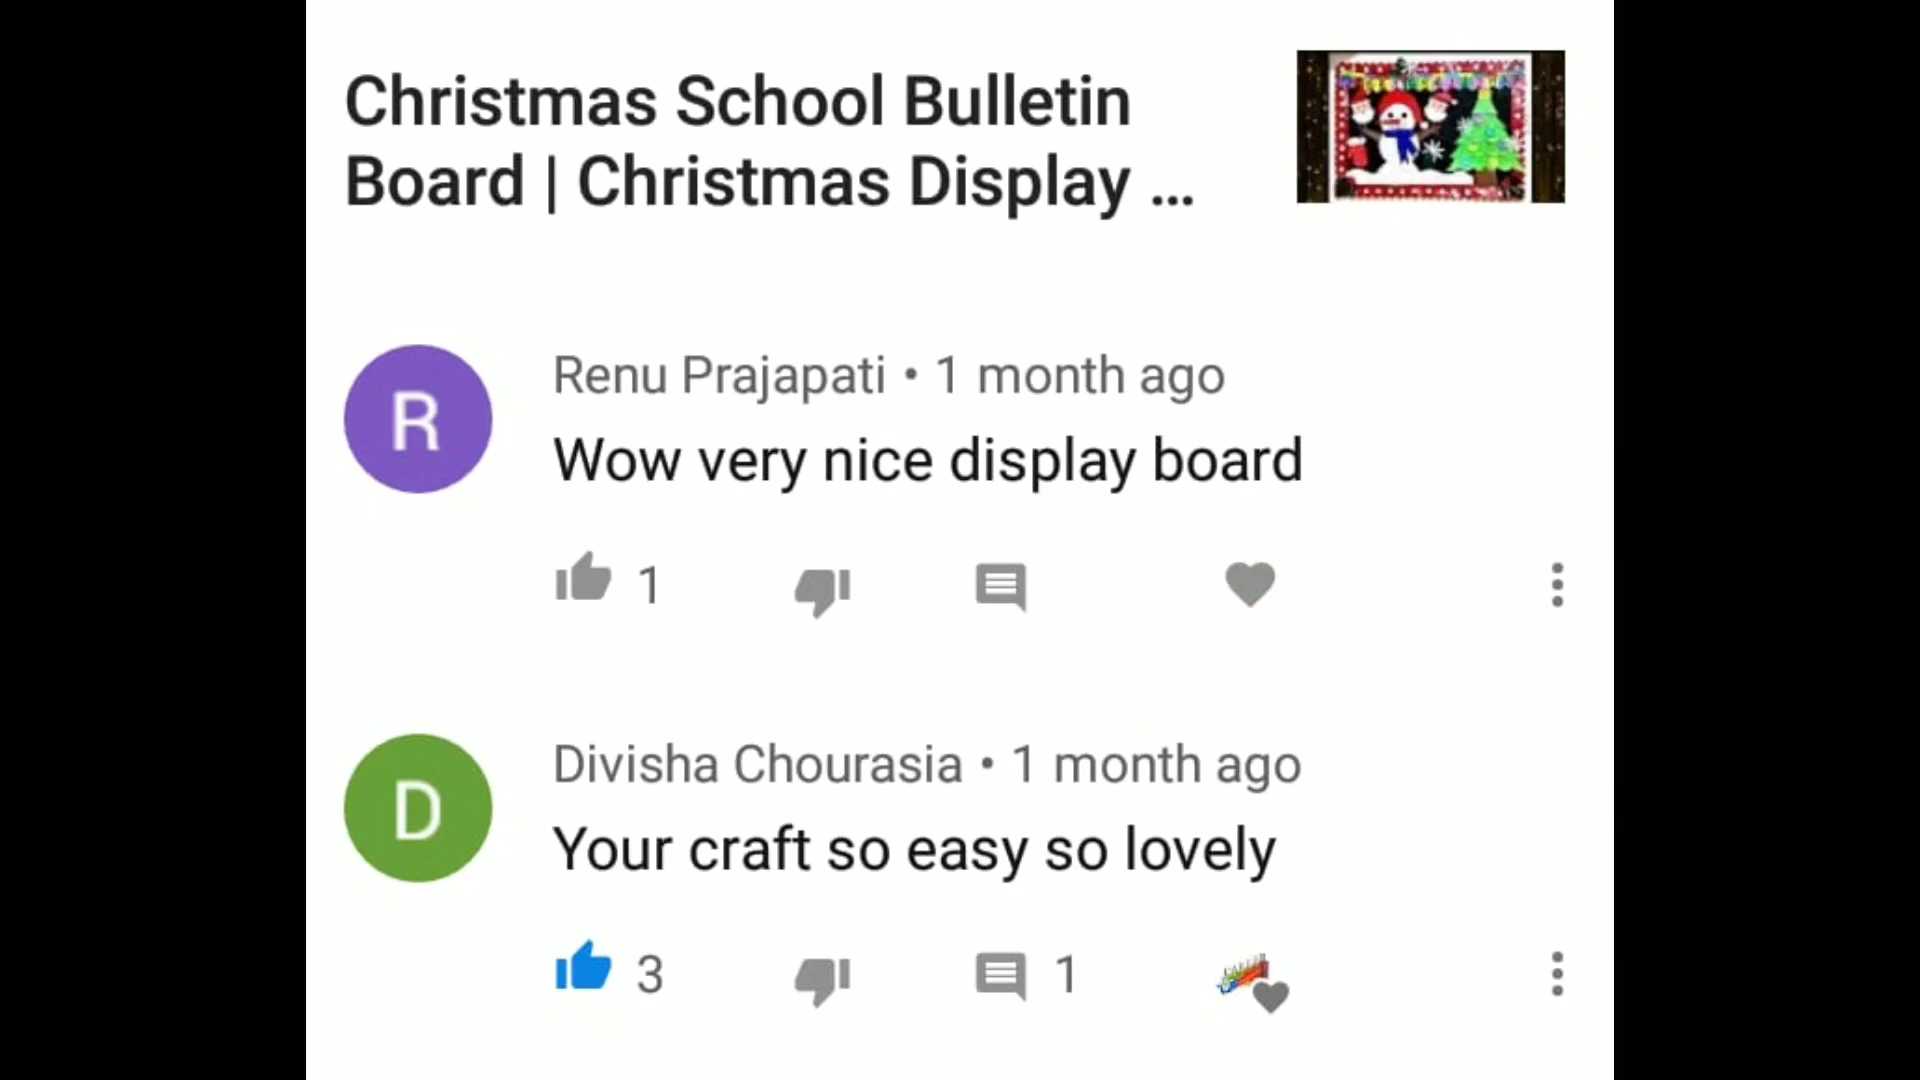 Christmas School Bulletin
Board | Christmas Display ...
R
Renu Prajapati • 1 month ago
Wow very nice display board
1
D
Divisha Chourasia • 1 month ago
Your craft so easy so lovely
3
1